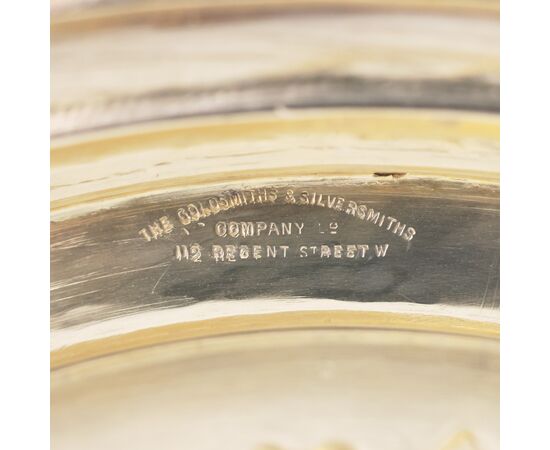 THE GOLDSMITHS & SILVERSMITHS
COMPANY LD
112 REGENT STREET W